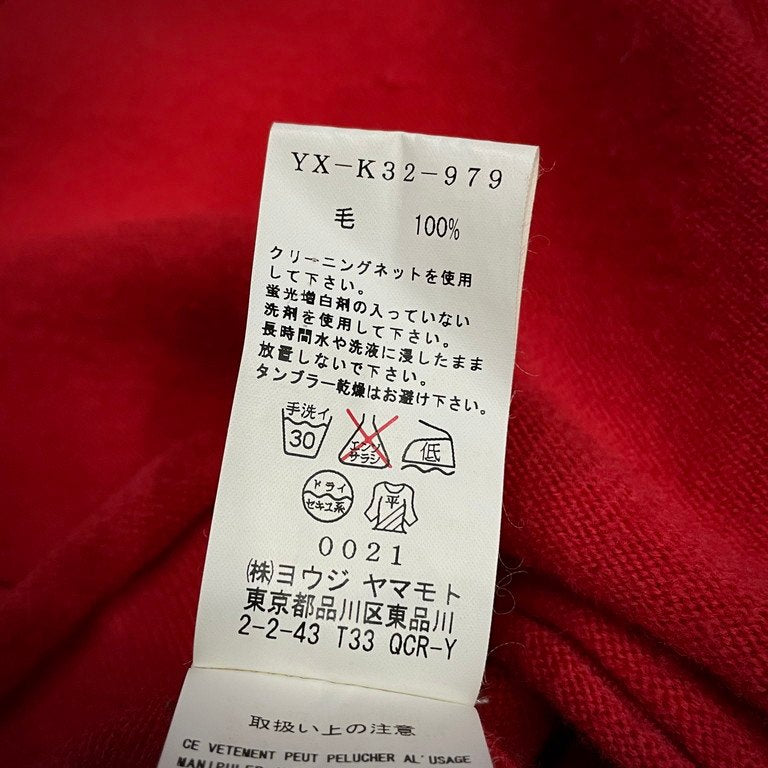 YX-K32-979
毛 100%
クリーニングネットを使用
して下さい。
蛍光増白剤の入っていない
洗剤を使用して下さい。
長時間水や洗液に浸したまま
放置しないで下さい。
タンブラー乾燥はお避け下さい。
手洗イ
30
エンソ
サラシ
低
ドライ
セキユ系
平
0021
(株)ヨウジ ヤマモト
東京都品川区東品川
2-2-43 T33 QCR-Y
取扱い上の注意
CE VETEMENT PEUT PELUCHER AL'USAGE